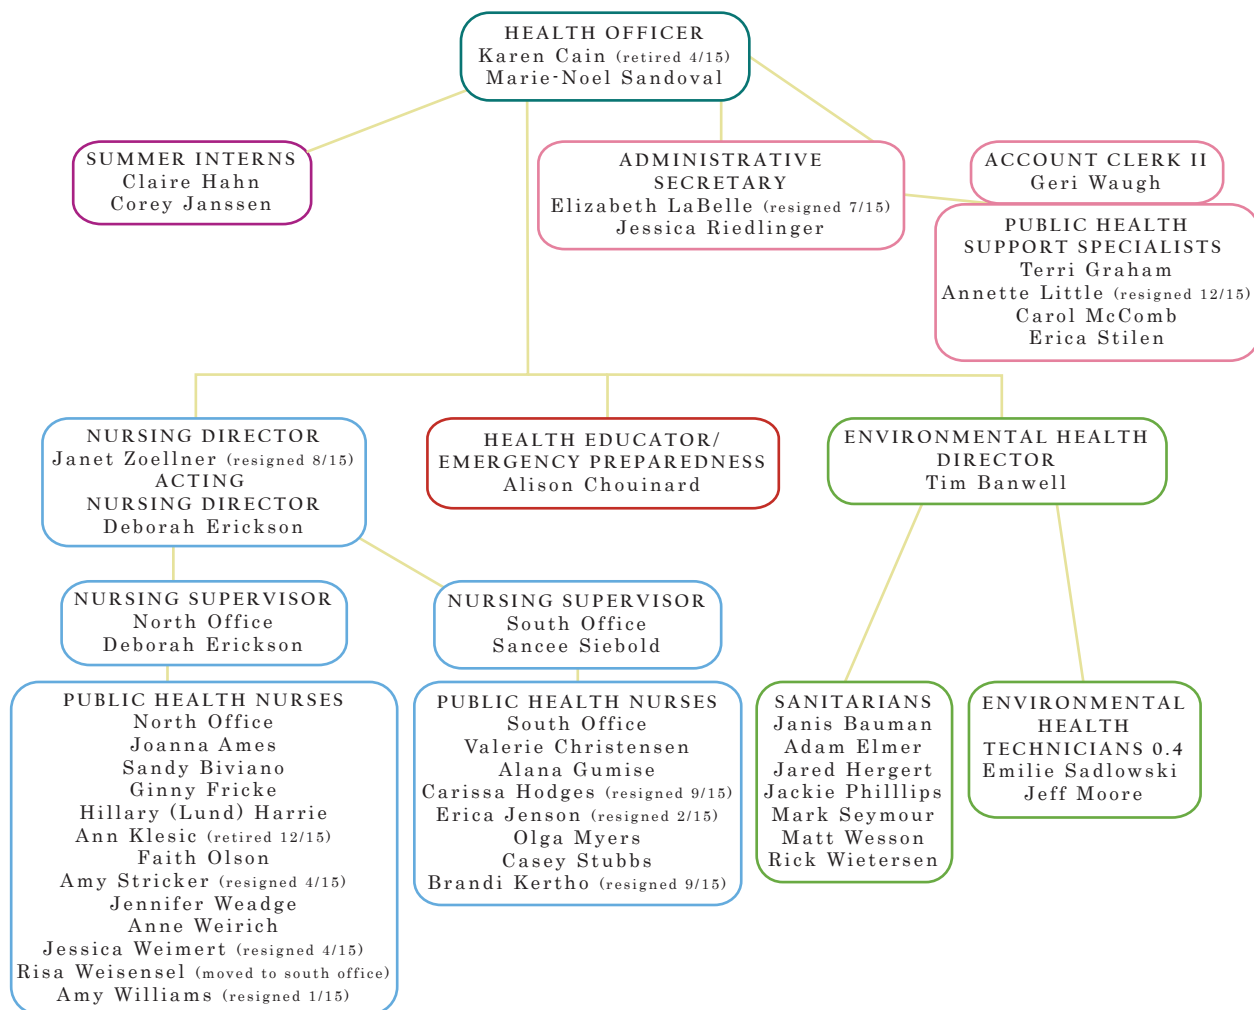 HEALTH OFFICER
Karen Cain (retired 4/15)
Marie-Noel Sandoval
SUMMER INTERNS
Claire Hahn
Corey Janssen
ADMINISTRATIVE
SECRETARY
Elizabeth LaBelle (resigned 7/15)
Jessica Riedlinger
ACCOUNT CLERK II
Geri Waugh
PUBLIC HEALTH
SUPPORT SPECIALISTS
Terri Graham
Annette Little (resigned 12/15)
Carol McComb
Erica Stilen
NURSING DIRECTOR
Janet Zoellner (resigned 8/15)
ACTING
NURSING DIRECTOR
Deborah Erickson
HEALTH EDUCATOR/
EMERGENCY PREPAREDNESS
Alison Chouinard
ENVIRONMENTAL HEALTH
DIRECTOR
Tim Banwell
NURSING SUPERVISOR
North Office
Deborah Erickson
NURSING SUPERVISOR
South Office
Sancee Siebold
PUBLIC HEALTH NURSES
North Office
Joanna Ames
Sandy Biviano
Ginny Fricke
Hillary (Lund) Harrie
Ann Klesic (retired 12/15)
Faith Olson
Amy Stricker (resigned 4/15)
Jennifer Weadge
Anne Weirich
Jessica Weimert (resigned 4/15)
Risa Weisensel (moved to south office)
Amy Williams (resigned 1/15)
PUBLIC HEALTH NURSES
South Office
Valerie Christensen
Alana Gumise
Carissa Hodges (resigned 9/15)
Erica Jenson (resigned 2/15)
Olga Myers
Casey Stubbs
Brandi Kertho (resigned 9/15)
SANITARIANS
Janis Bauman
Adam Elmer
Jared Hergert
Jackie Philllips
Mark Seymour
Matt Wesson
Rick Wietersen
ENVIRONMENTAL
HEALTH
TECHNICIANS 0.4
Emilie Sadlowski
Jeff Moore